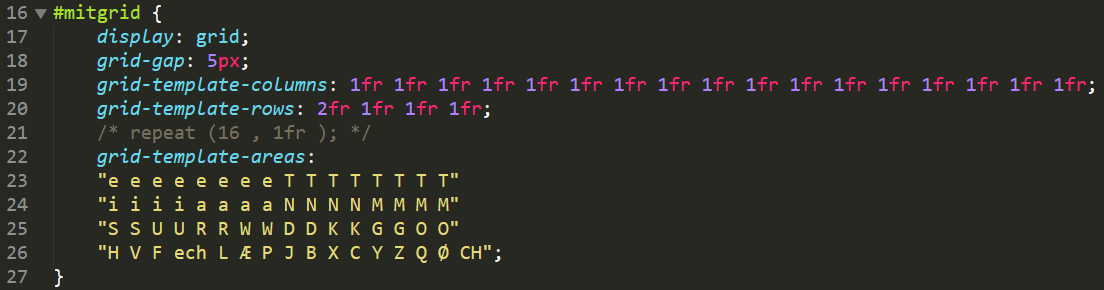 16 ▼ #mitgrid {
17 display: grid;
18 grid-gap: 5px;
19 grid-template-columns: 1fr 1fr 1fr 1fr 1fr 1fr 1fr 1fr 1fr 1fr 1fr 1fr 1fr 1fr 1fr 1fr 1fr;
20 grid-template-rows: 2fr 1fr 1fr 1fr;
21 /* repeat (16 , 1fr ); */
22 grid-template-areas:
23 "e e e e e e e e T T T T T T T T"
24 "i i i i a a a a N N N N M M M M"
25 "S S U U R R W W D D K K G G O O"
26 "H V F ech L Æ P J B X C Y Z Q Ø CH";
27 }